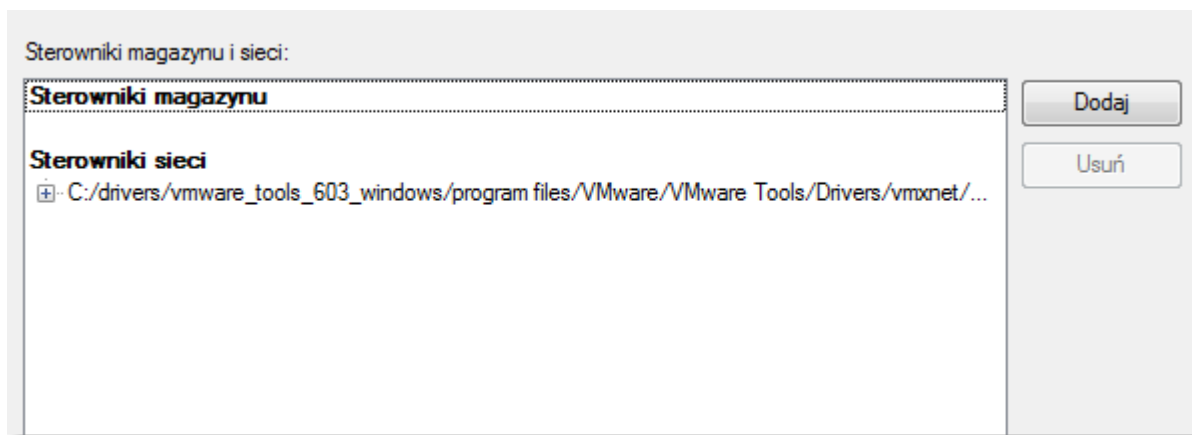 Sterowniki magazynu i sieci:
Sterowniki magazynu
Dodaj
Sterowniki sieci
Usuń
C:/drivers/vmware_tools_603_windows/program files/VMware/VMware Tools/Drivers/vmxnet/...